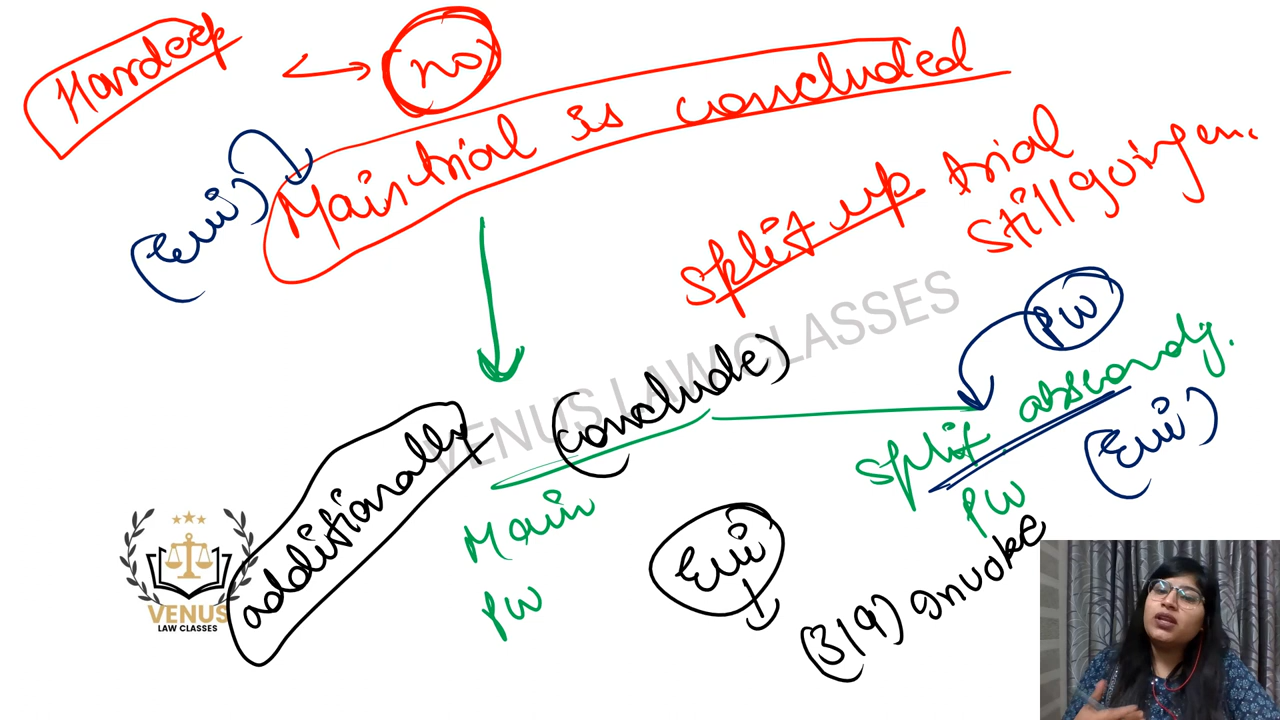 Hardeep
no
Main trial is concluded
(Evi)
Split up trial
Still going on.
PW
(conclude)
Split absconding.
(Evi)
additionally
Main
PW
PW
Evi
(319) invoke
VENUS LAW CLASSES
VENUS
LAW CLASSES